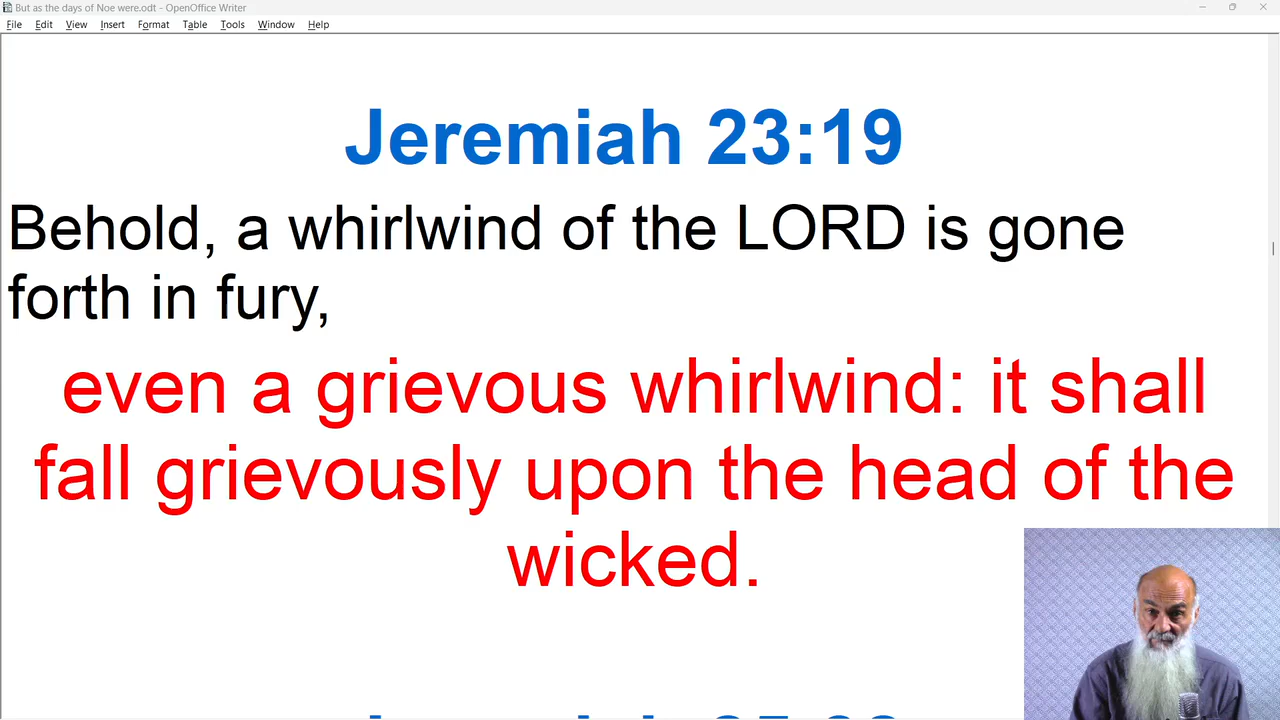 But as the days of Noe were.odt - OpenOffice Writer
File Edit View Insert Format Table Tools Window Help
Jeremiah 23:19
Behold, a whirlwind of the LORD is gone
forth in fury,
even a grievous whirlwind: it shall
fall grievously upon the head of the
wicked.